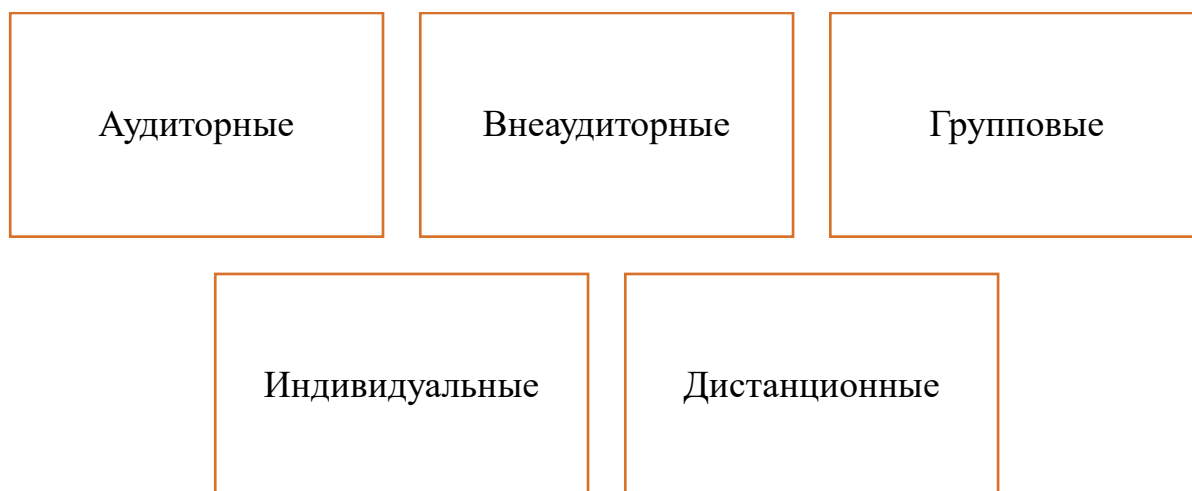 Аудиторные
Внеаудиторные
Групповые
Индивидуальные
Дистанционные